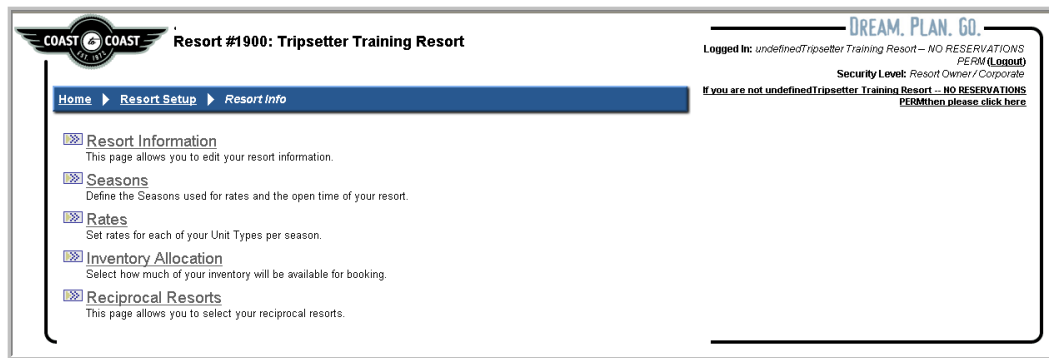 COAST to COAST
EST. 1972
Resort #1900: Tripsetter Training Resort
DREAM. PLAN. GO.
Logged In: undefinedTripsetter Training Resort -- NO RESERVATIONS
PERM (Logout)
Security Level: Resort Owner / Corporate
If you are not undefinedTripsetter Training Resort -- NO RESERVATIONS
PERMthen please click here
Home Resort Setup Resort Info
Resort Information
This page allows you to edit your resort information.
Seasons
Define the Seasons used for rates and the open time of your resort.
Rates
Set rates for each of your Unit Types per season.
Inventory Allocation
Select how much of your inventory will be available for booking.
Reciprocal Resorts
This page allows you to select your reciprocal resorts.